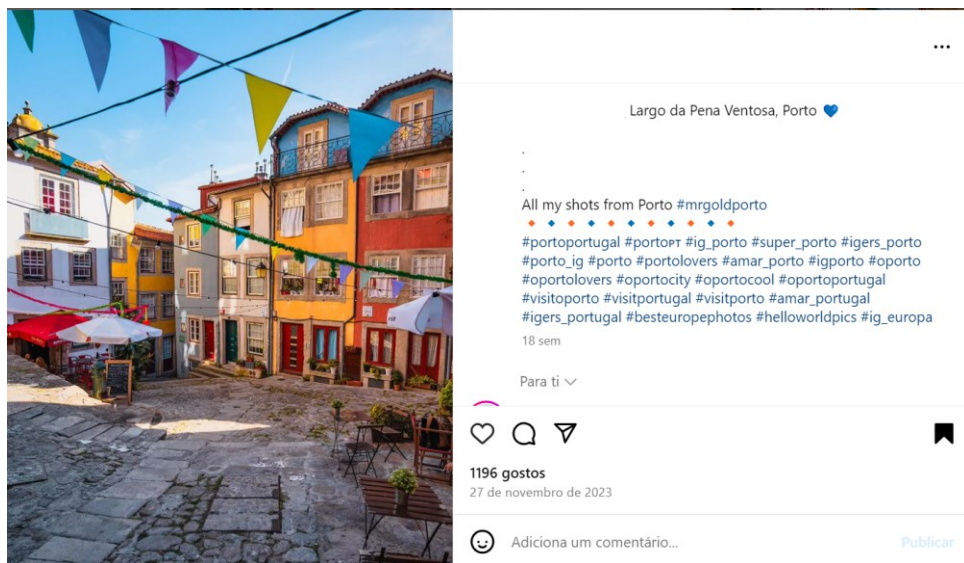 Largo da Pena Ventosa, Porto 💙
.
.
.
All my shots from Porto #mrgoldporto
🔸🔹🔸🔹🔸🔹🔸🔹🔸🔹🔸
#portoportugal #portoᴘᴛ #ig_porto #super_porto #igers_porto
#porto_ig #porto #portolovers #amar_porto #igporto #oporto
#oportolovers #oportocity #oportocool #oportoportugal
#visitoporto #visitportugal #visitporto #amar_portugal
#igers_portugal #besteuropephotos #helloworldpics #ig_europa
18 sem
Para ti
1196 gostos
27 de novembro de 2023
Adiciona um comentário...
Publicar